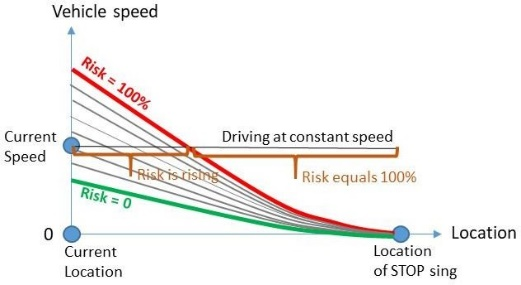 Vehicle speed
Risk = 100%
Current
Speed
Driving at constant speed
Risk is rising
Risk equals 100%
Risk = 0
0
Location
Current
Location
Location
of STOP sing